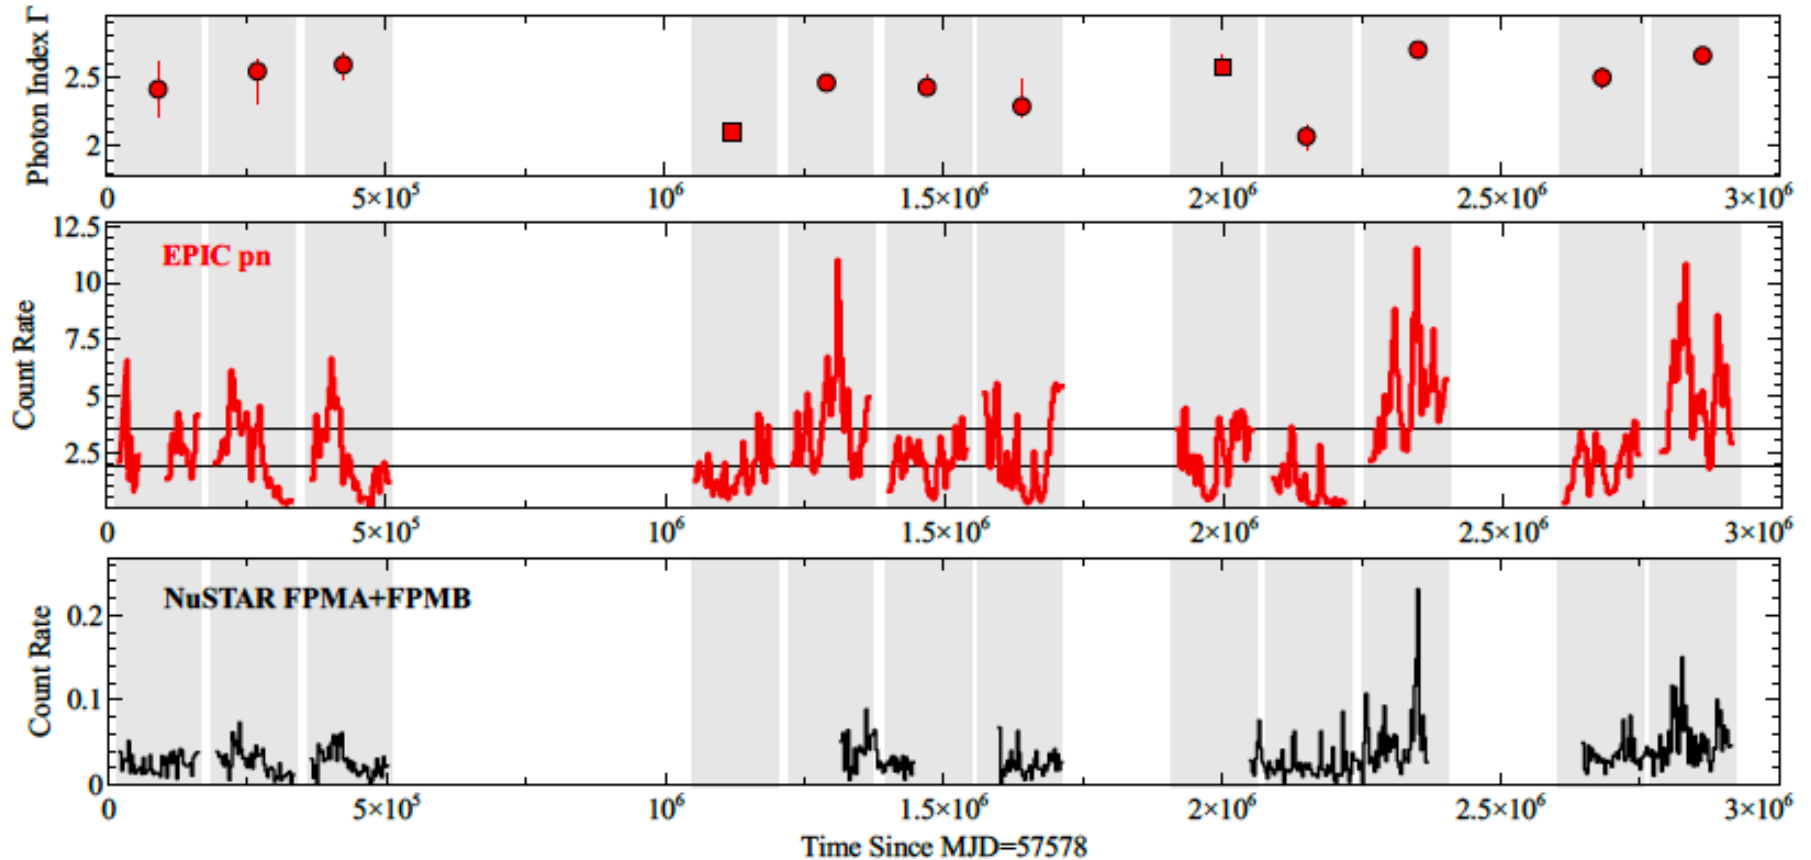 Photon Index Γ
2.5
2
0 5×10⁵ 10⁶ 1.5×10⁶ 2×10⁶ 2.5×10⁶ 3×10⁶
EPIC pn
Count Rate
12.5
10
7.5
5
2.5
0 5×10⁵ 10⁶ 1.5×10⁶ 2×10⁶ 2.5×10⁶ 3×10⁶
NuSTAR FPMA+FPMB
Count Rate
0.2
0.1
0
0 5×10⁵ 10⁶ 1.5×10⁶ 2×10⁶ 2.5×10⁶ 3×10⁶
Time Since MJD=57578